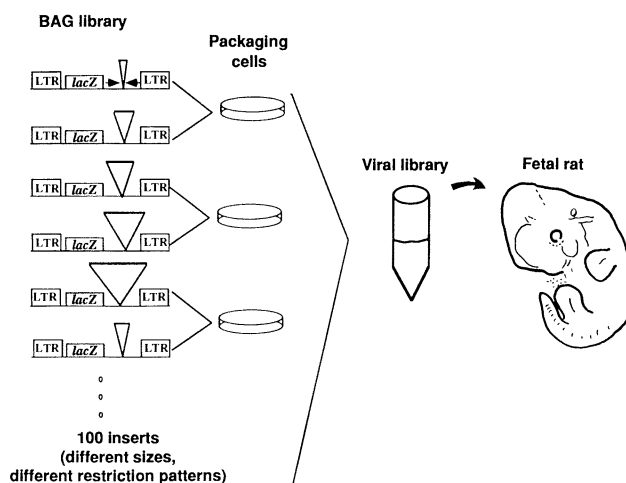 BAG library
Packaging
cells
LTR lacZ LTR
LTR lacZ LTR
LTR lacZ LTR
LTR lacZ LTR
LTR lacZ LTR
LTR lacZ LTR
Viral library
Fetal rat
100 inserts
(different sizes,
different restriction patterns)